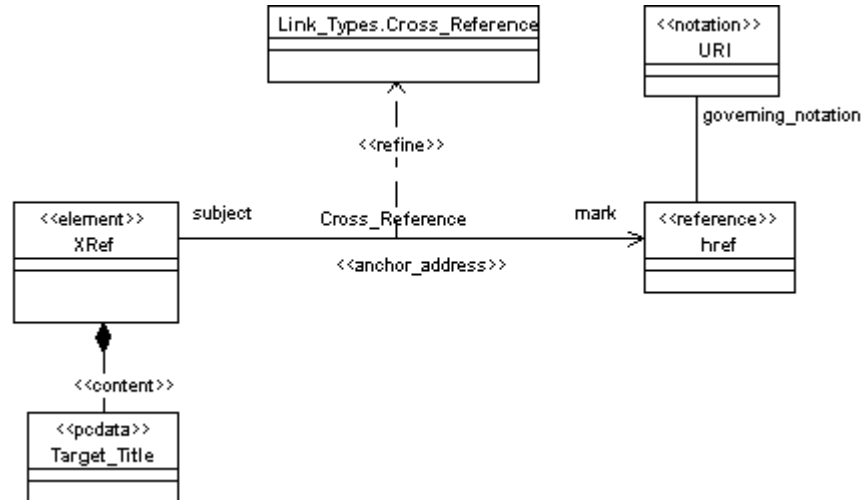 Link_Types.Cross_Reference
<<notation>>
URI
governing_notation
<<refine>>
<<element>>
XRef
subject
Cross_Reference
mark
<<anchor_address>>
<<reference>>
href
<<content>>
<<pcdata>>
Target_Title